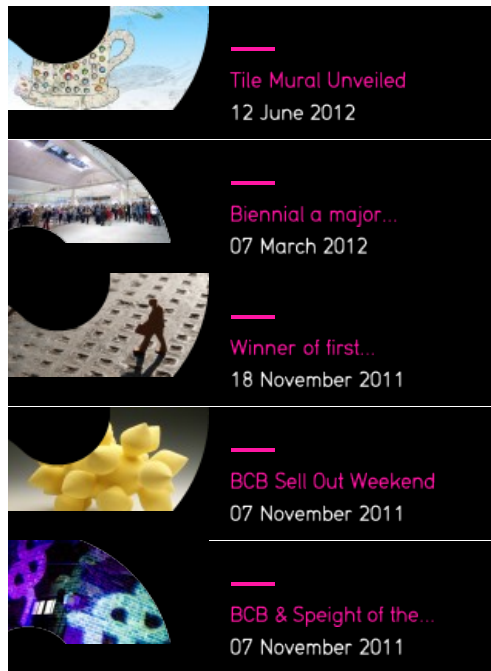 Tile Mural Unveiled
12 June 2012
Biennial a major...
07 March 2012
Winner of first...
18 November 2011
BCB Sell Out Weekend
07 November 2011
BCB & Speight of the...
07 November 2011